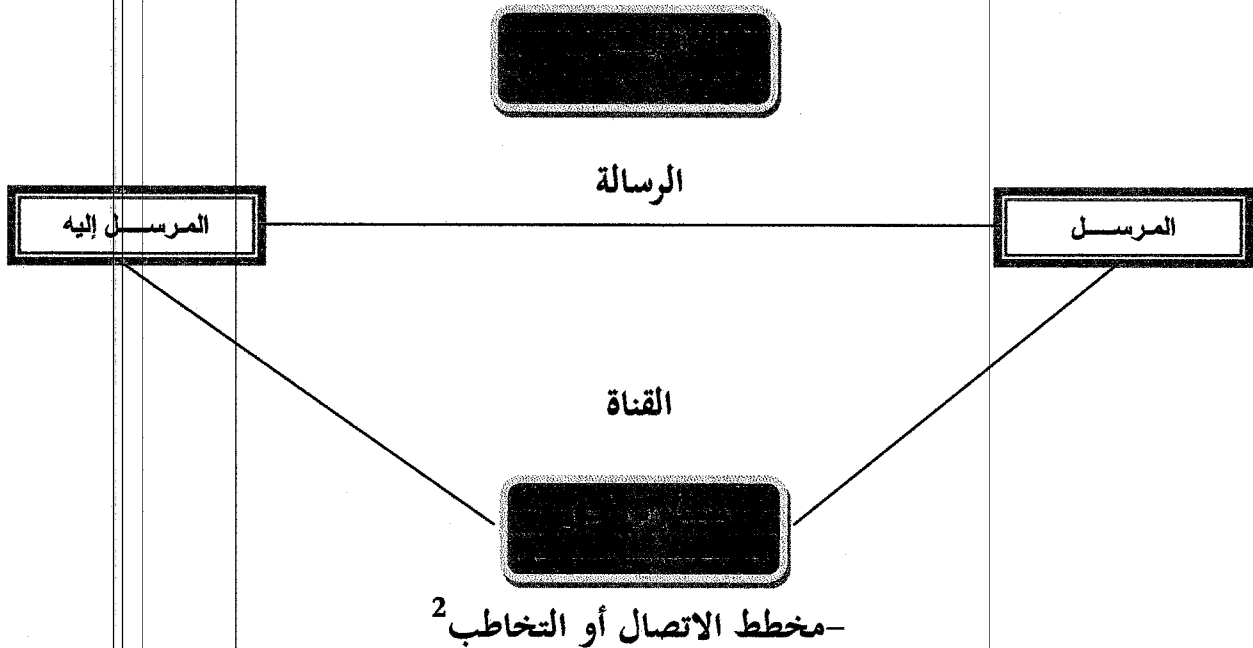 الرسالة
المرسل
المرسل إليه
القناة
-مخطط الاتصال أو التخاطب2